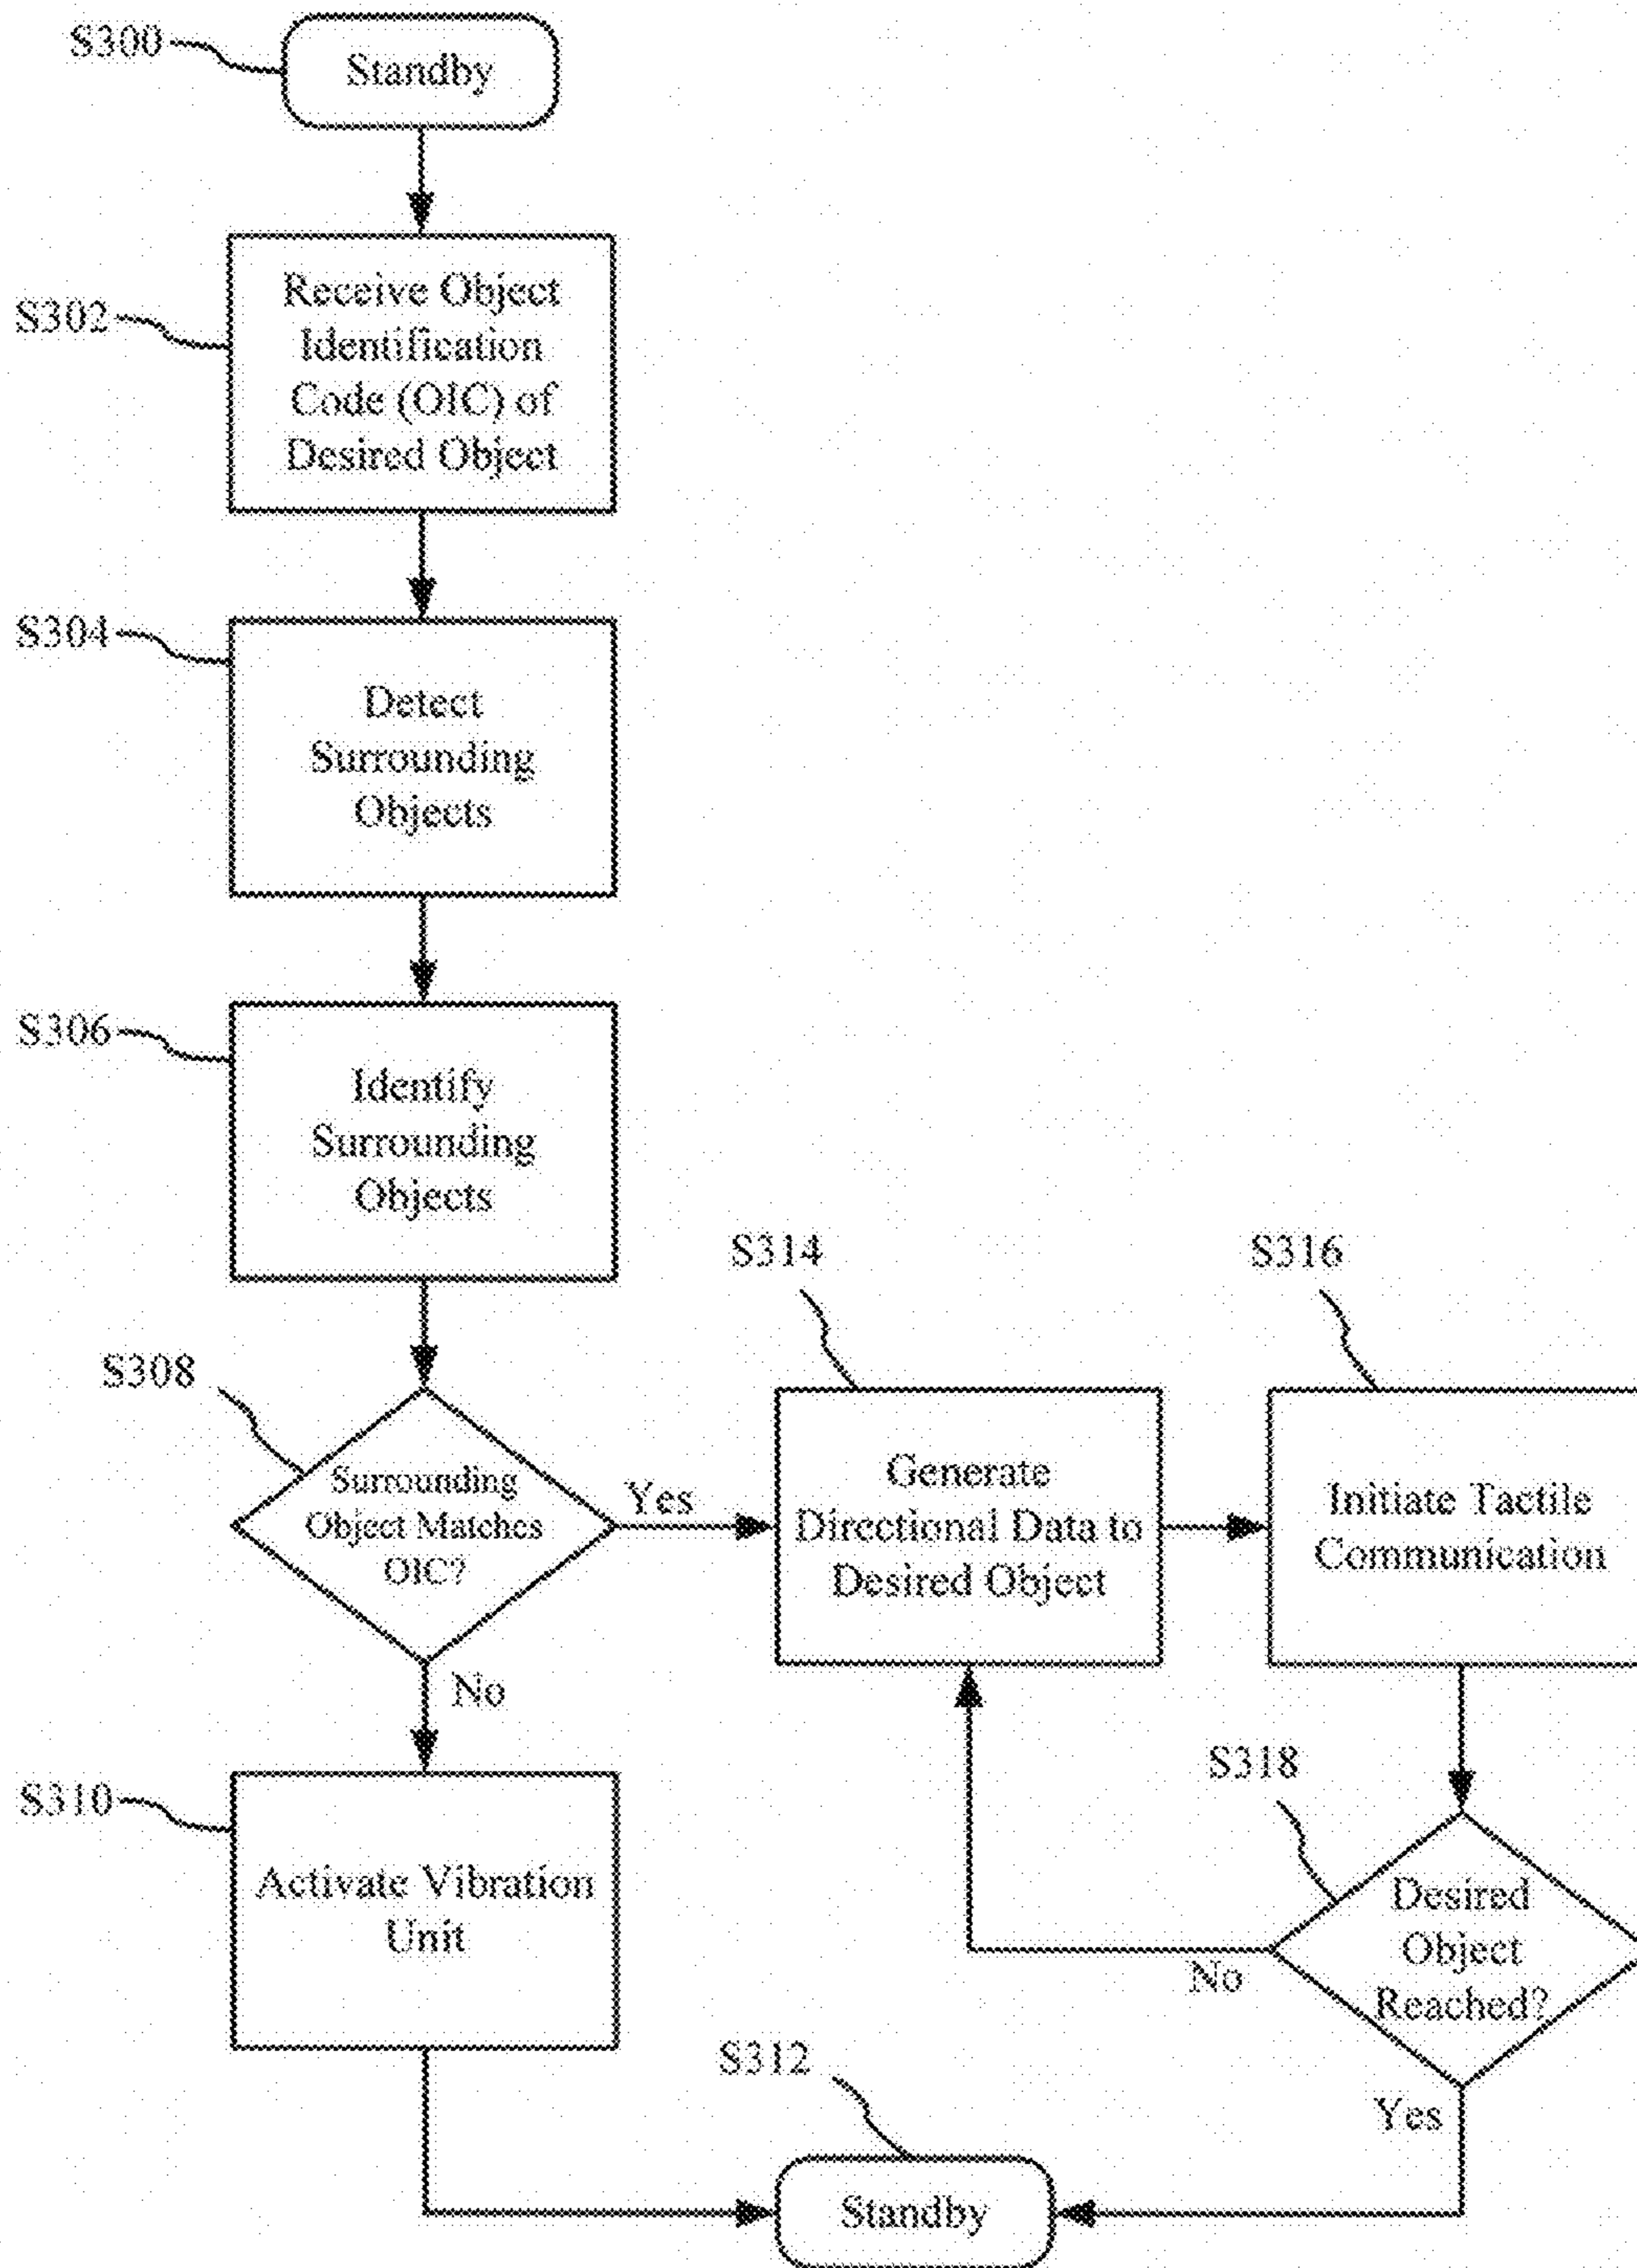 S300
Standby
S302
Receive Object
Identification
Code (OIC) of
Desired Object
S304
Detect
Surrounding
Objects
S306
Identify
Surrounding
Objects
S308
Surrounding
Object Matches
OIC?
Yes
No
S314
Generate
Directional Data to
Desired Object
S316
Initiate Tactile
Communication
S310
Activate Vibration
Unit
S318
Desired
Object
Reached?
No
Yes
S312
Standby